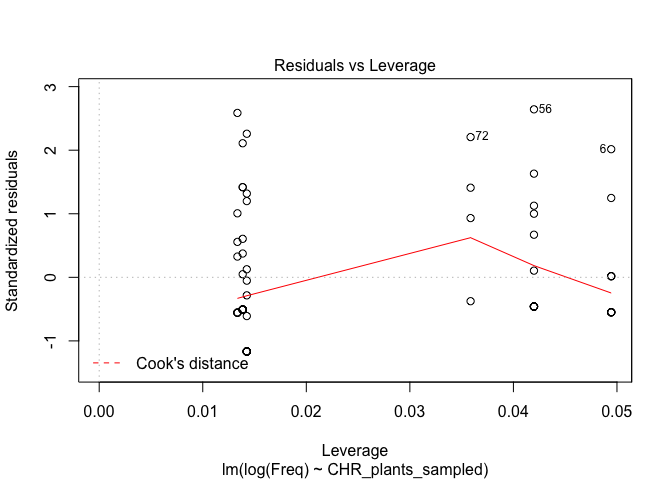 Residuals vs Leverage
Standardized residuals
3
2
1
0
-1
56
72
6
Cook's distance
0.00 0.01 0.02 0.03 0.04 0.05
Leverage
lm(log(Freq) ~ CHR_plants_sampled)